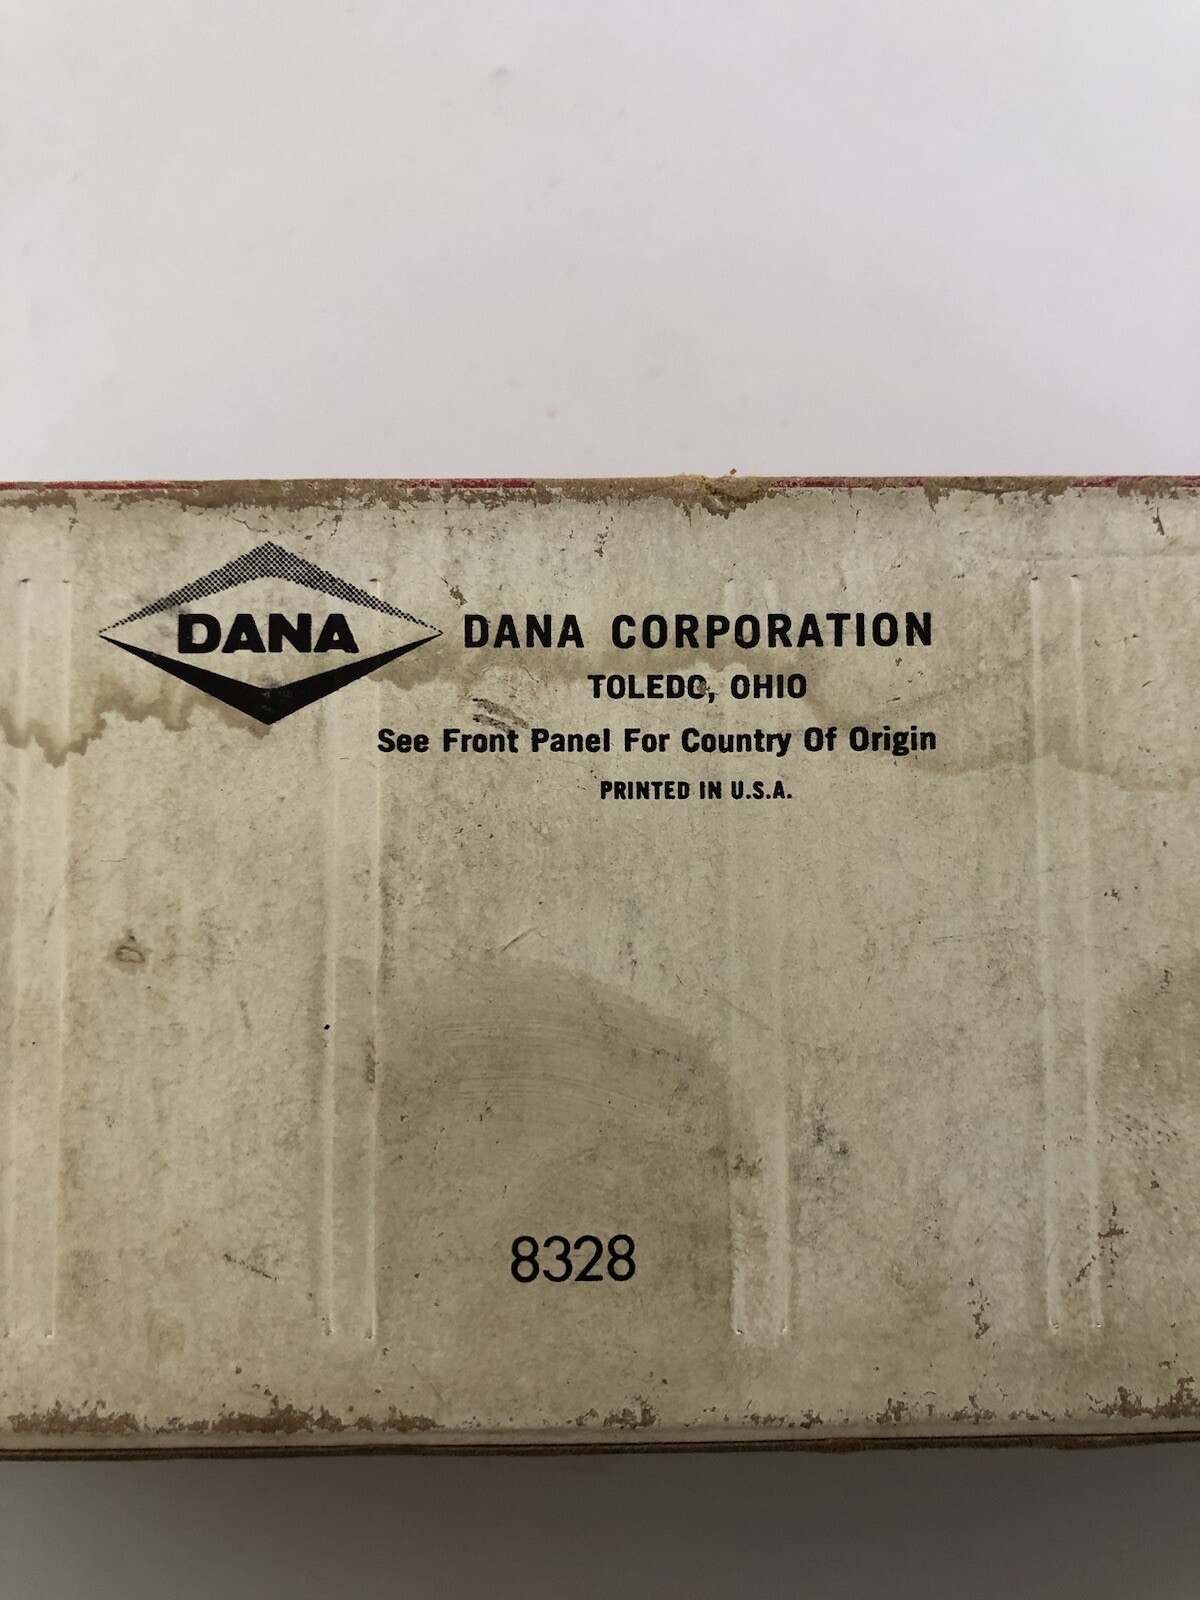 DANA
DANA CORPORATION
TOLEDO, OHIO
See Front Panel For Country Of Origin
PRINTED IN U.S.A.
8328